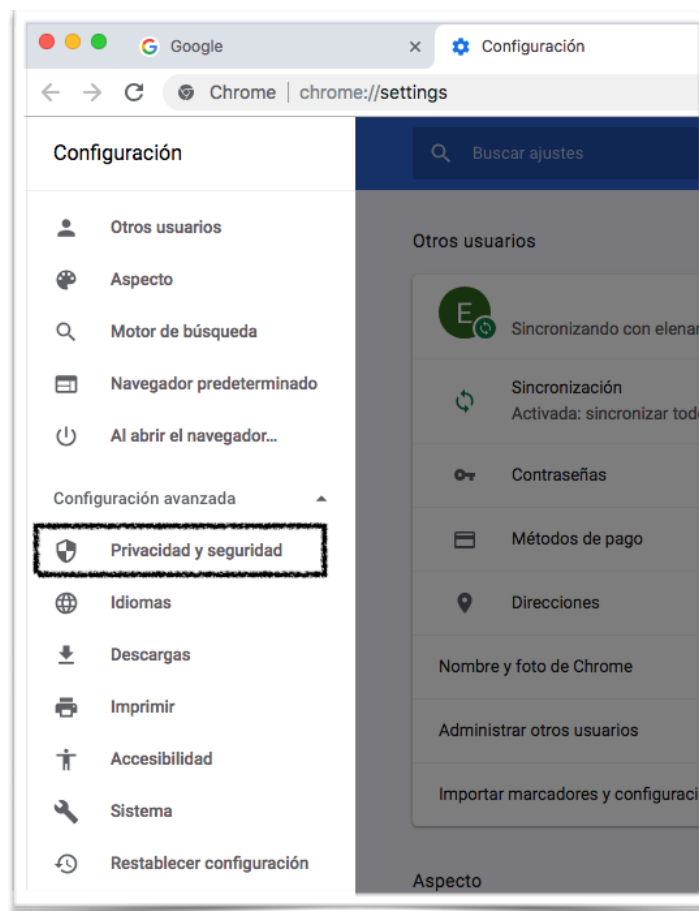 Google
Configuración
Chrome | chrome://settings
Configuración
Otros usuarios
Aspecto
Motor de búsqueda
Navegador predeterminado
Al abrir el navegador...
Configuración avanzada
Privacidad y seguridad
Idiomas
Descargas
Imprimir
Accesibilidad
Sistema
Restablecer configuración
Buscar ajustes
Otros usuarios
E
Sincronizando con elenar
Sincronización
Activada: sincronizar tod
Contraseñas
Métodos de pago
Direcciones
Nombre y foto de Chrome
Administrar otros usuarios
Importar marcadores y configuraci
Aspecto